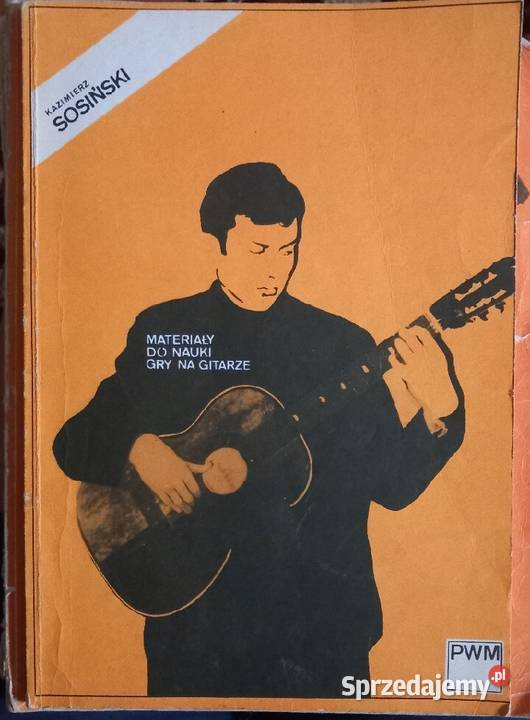 KAZIMIERZ
SOSIŃSKI
MATERIAŁY
DO NAUKI
GRY NA GITARZE
PWM
Sprzedajemy.pl